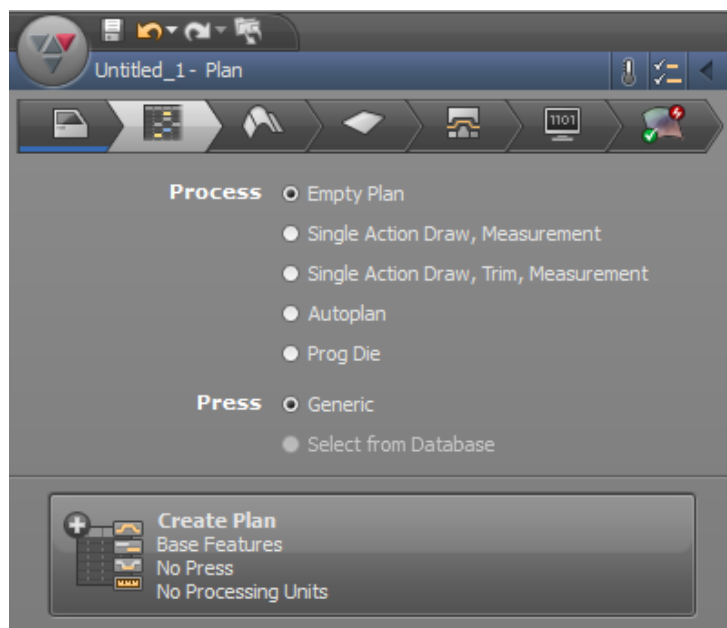 Untitled_1 - Plan
1101
Process
Empty Plan
Single Action Draw, Measurement
Single Action Draw, Trim, Measurement
Autoplan
Prog Die
Press
Generic
Select from Database
Create Plan
Base Features
No Press
No Processing Units